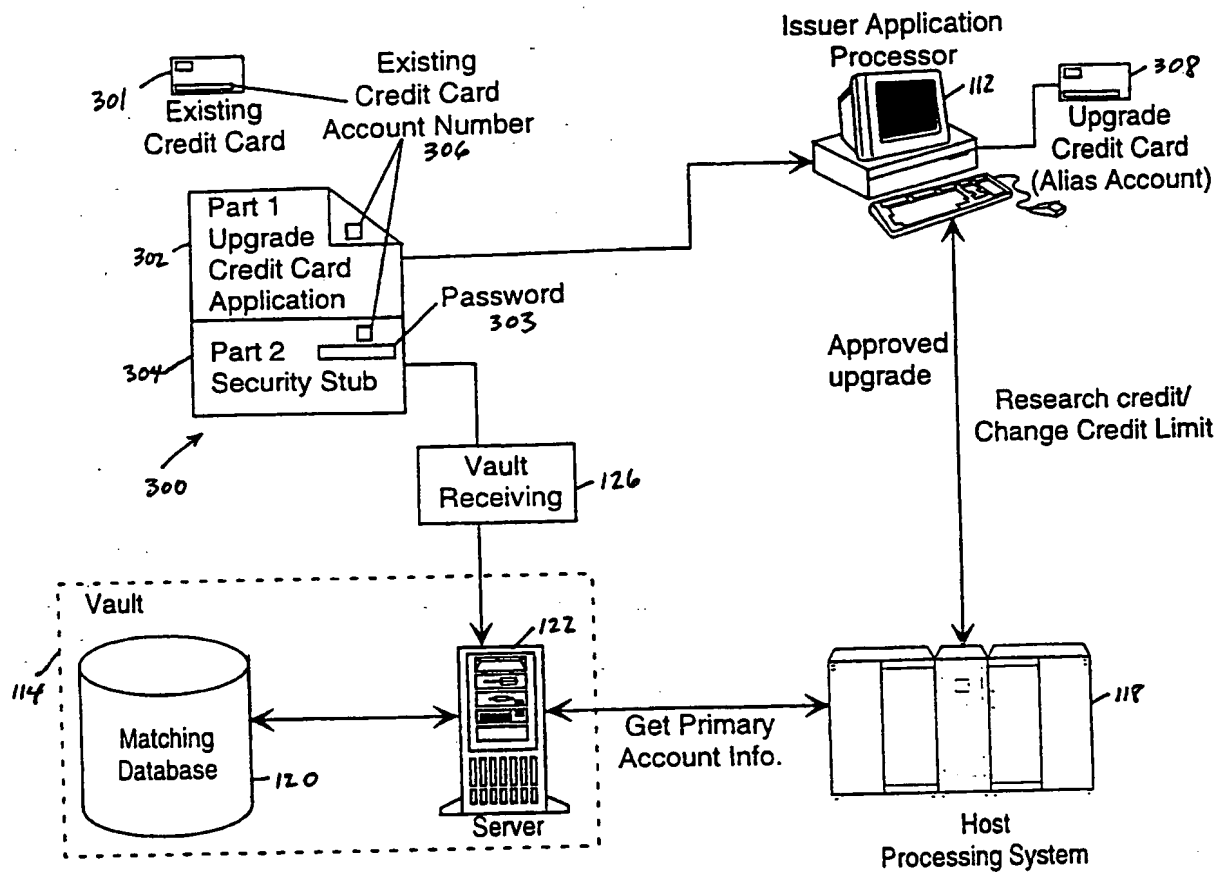 301
Existing
Credit Card
Existing
Credit Card
Account Number
306
Issuer Application
Processor
112
308
Upgrade
Credit Card
(Alias Account)
302
Part 1
Upgrade
Credit Card
Application
Password
303
304
Part 2
Security Stub
300
Vault
Receiving
126
Approved
upgrade
Research credit/
Change Credit Limit
Vault
114
Matching
Database
120
122
Server
Get Primary
Account Info.
118
Host
Processing System